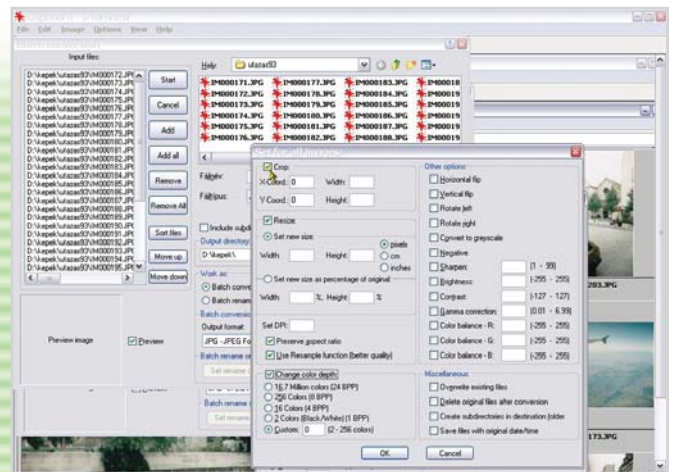 File Edit Image Options View Help
Input files:
D:\kepek\utazas93\IM000172.JPG
D:\kepek\utazas93\IM000173.JPG
D:\kepek\utazas93\IM000174.JPG
D:\kepek\utazas93\IM000175.JPG
D:\kepek\utazas93\IM000176.JPG
D:\kepek\utazas93\IM000177.JPG
D:\kepek\utazas93\IM000178.JPG
D:\kepek\utazas93\IM000179.JPG
D:\kepek\utazas93\IM000180.JPG
D:\kepek\utazas93\IM000181.JPG
D:\kepek\utazas93\IM000182.JPG
D:\kepek\utazas93\IM000183.JPG
D:\kepek\utazas93\IM000184.JPG
D:\kepek\utazas93\IM000185.JPG
D:\kepek\utazas93\IM000186.JPG
D:\kepek\utazas93\IM000187.JPG
D:\kepek\utazas93\IM000189.JPG
D:\kepek\utazas93\IM000190.JPG
D:\kepek\utazas93\IM000191.JPG
D:\kepek\utazas93\IM000192.JPG
D:\kepek\utazas93\IM000193.JPG
D:\kepek\utazas93\IM000194.JPG
D:\kepek\utazas93\IM000195.JPG
Start
Cancel
Add
Add all
Remove
Remove All
Sort files
Move up
Move down
Preview image
Preview
Hely: utazas93
IM000171.JPG IM000177.JPG IM000183.JPG IM00018
IM000172.JPG IM000178.JPG IM000184.JPG IM00019
IM000173.JPG IM000179.JPG IM000185.JPG IM00019
IM000174.JPG IM000180.JPG IM000186.JPG IM00019
IM000175.JPG IM000181.JPG IM000187.JPG IM00019
IM000176.JPG IM000182.JPG IM000188.JPG IM00019
Fájlnév:
Fájltípus:
Include subdi
Output directory
D:\kepek\
Work as:
Batch conve
Batch renam
Batch conversio
Output format:
JPG - JPEG Fo
Batch rename s
Set rename o
Batch rename s
Set rename
Set for all images
Crop:
X-Coord.: 0 Width:
Y-Coord.: 0 Height:
Resize:
Set new size:
Width: Height:
pixels
cm
inches
Set new size as percentage of original:
Width: % Height: %
Set DPI:
Preserve aspect ratio
Use Resample function (better quality)
Change color depth:
16,7 Million colors (24 BPP)
256 Colors (8 BPP)
16 Colors (4 BPP)
2 Colors (Black/White) (1 BPP)
Custom: 0 (2 - 256 colors)
Other options:
Horizontal flip
Vertical flip
Rotate left
Rotate right
Convert to greyscale
Negative
Sharpen: (1 - 99)
Brightness: (-255 - 255)
Contrast: (-127 - 127)
Gamma correction: (0.01 - 6.99)
Color balance - R: (-255 - 255)
Color balance - G: (-255 - 255)
Color balance - B: (-255 - 255)
Miscellaneous:
Overwrite existing files
Delete original files after conversion
Create subdirectories in destination folder
Save files with original date/time
OK
Cancel
203.JPG
173.JPG